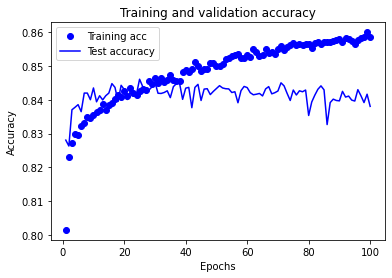 Training and validation accuracy
Training acc
Test accuracy
Accuracy
0.86
0.85
0.84
0.83
0.82
0.81
0.80
0
20
40
60
80
100
Epochs